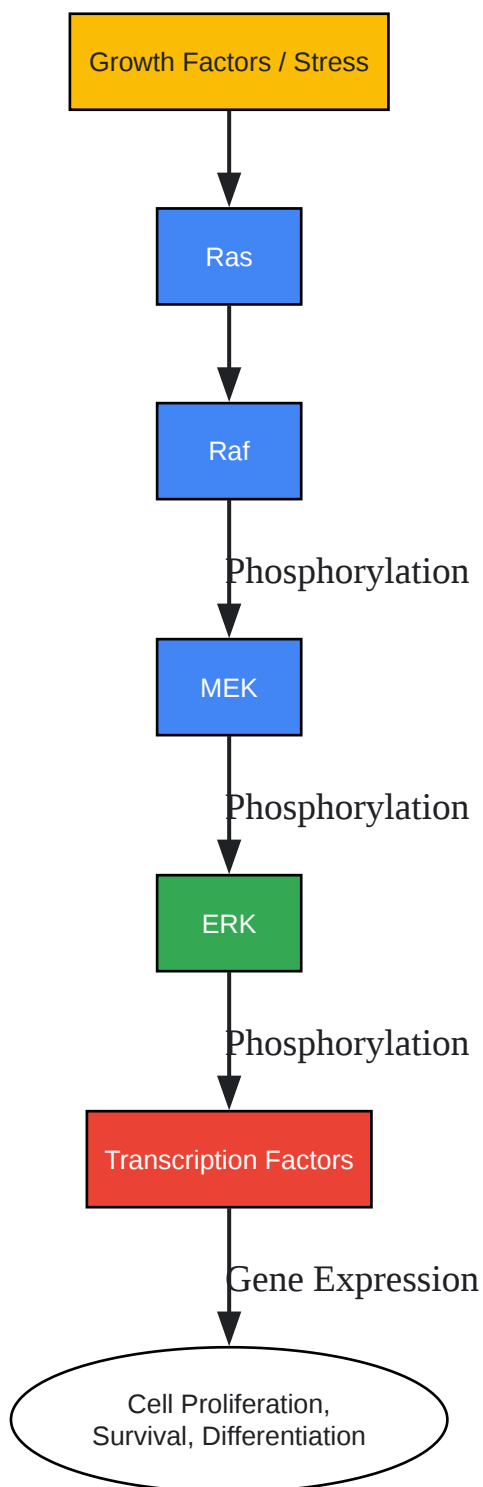 Growth Factors / Stress
Ras
Raf
Phosphorylation
MEK
Phosphorylation
ERK
Phosphorylation
Transcription Factors
Gene Expression
Cell Proliferation,
Survival, Differentiation